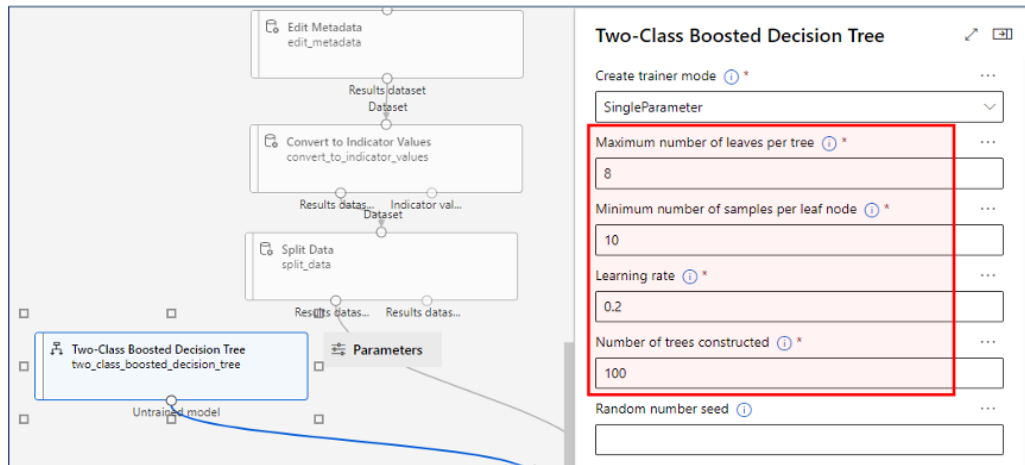 Edit Metadata
edit_metadata
Results dataset
Dataset
Convert to Indicator Values
convert_to_indicator_values
Results datas... Indicator val...
Dataset
Split Data
split_data
Results datas... Results datas...
Two-Class Boosted Decision Tree
two_class_boosted_decision_tree
Parameters
Untrained model
Two-Class Boosted Decision Tree
Create trainer mode *
SingleParameter
Maximum number of leaves per tree *
8
Minimum number of samples per leaf node *
10
Learning rate *
0.2
Number of trees constructed *
100
Random number seed